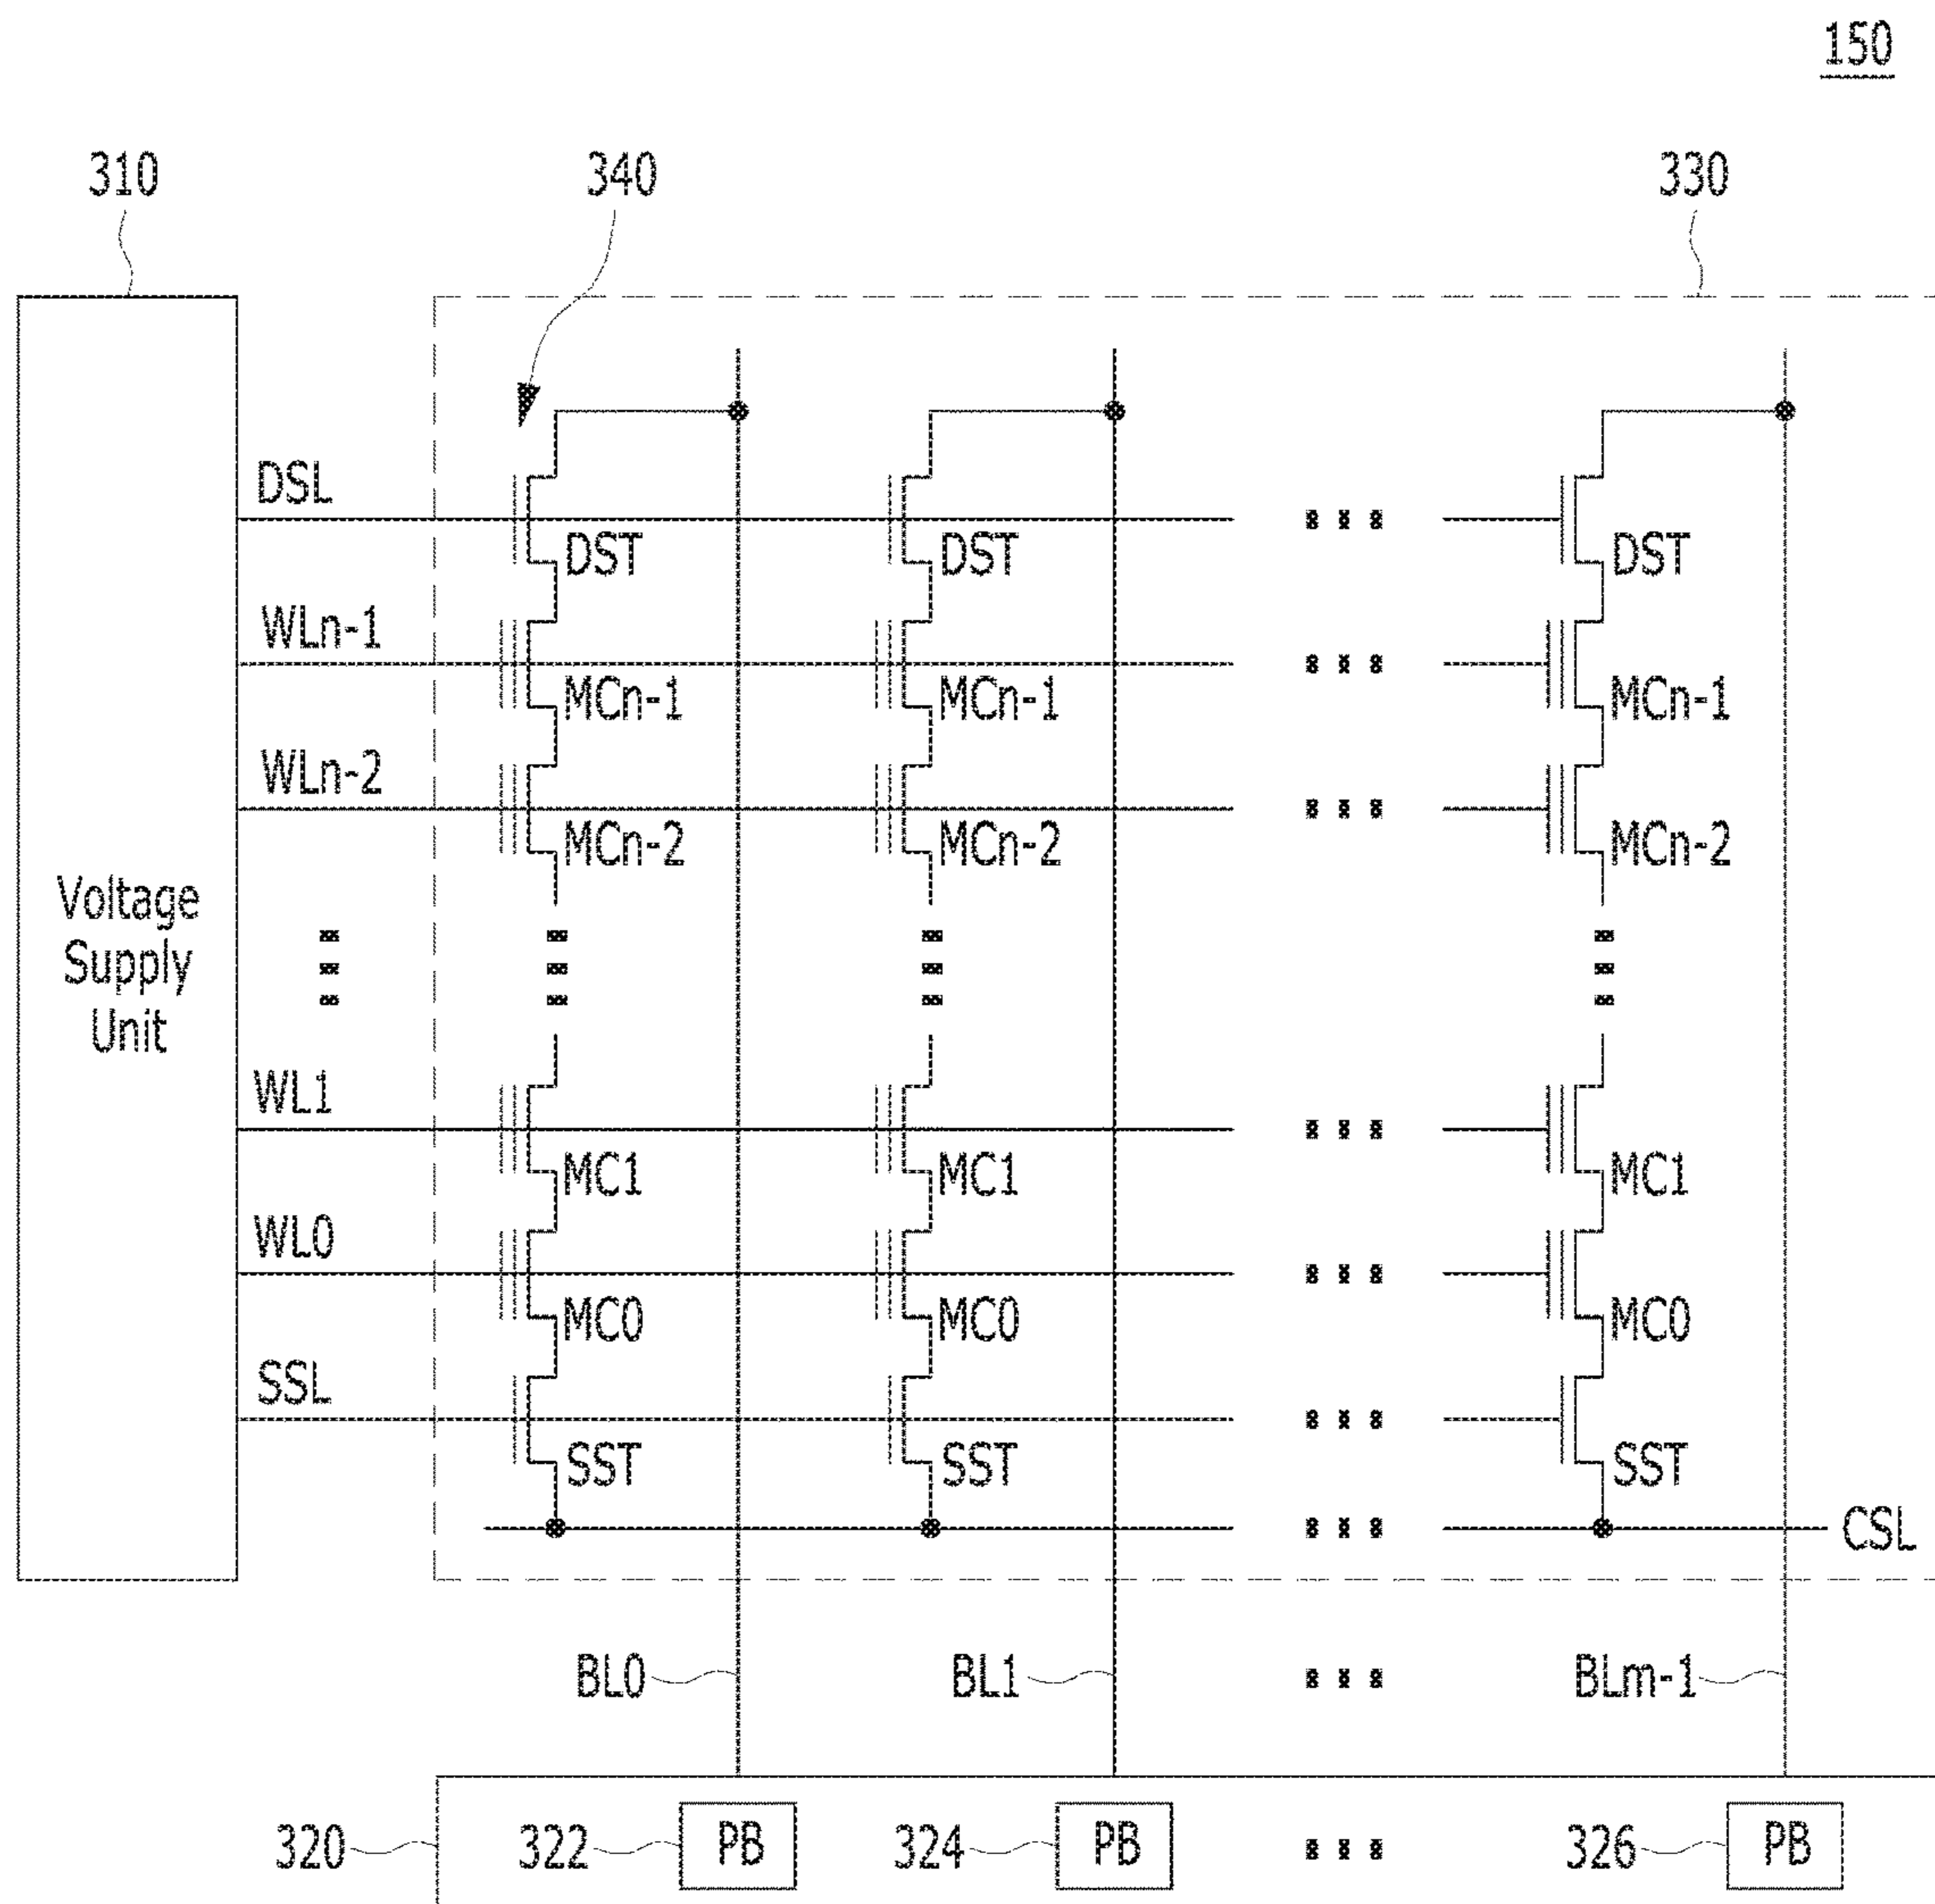 150
310
340
330
DSL
DST DST DST
WLn-1
MCn-1 MCn-1 MCn-1
WLn-2
MCn-2 MCn-2 MCn-2
Voltage
Supply
Unit
WL1
MC1 MC1 MC1
WL0
MC0 MC0 MC0
SSL
SST SST SST
CSL
BL0 BL1 BLm-1
320 322 PB 324 PB 326 PB